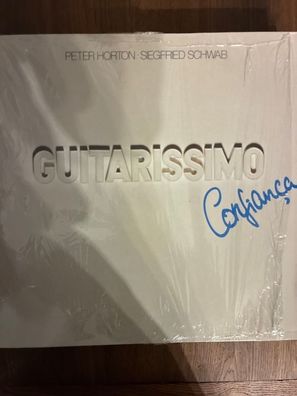 PETER HORTON · SIEGFRIED SCHWAB
GUITARISSIMO
Confiança